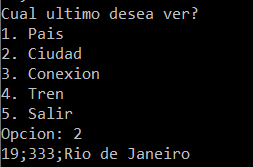 Cual ultimo desea ver?
1. Pais
2. Ciudad
3. Conexion
4. Tren
5. Salir
Opcion: 2
19;333;Rio de Janeiro